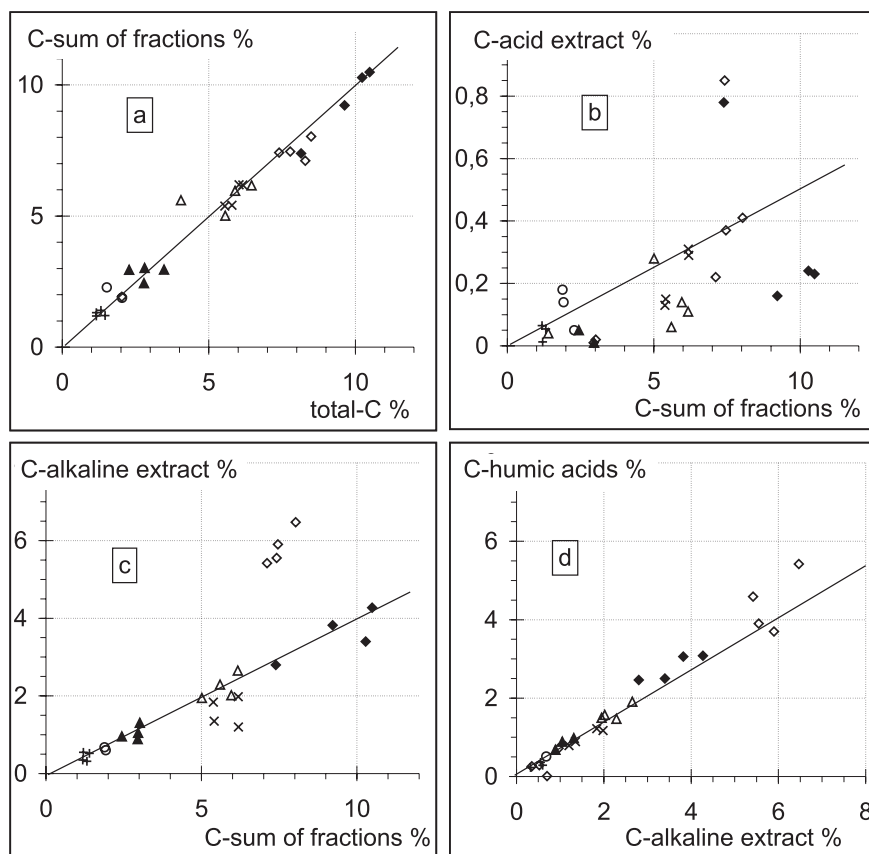 C-sum of fractions %
10
a
5
0
0
5
10
total-C %
C-acid extract %
0,8
b
0,6
0,4
0,2
0
0
5
10
C-sum of fractions %
C-alkaline extract %
6
c
4
2
0
0
5
10
C-sum of fractions %
C-humic acids %
6
d
4
2
0
0
2
4
6
8
C-alkaline extract %